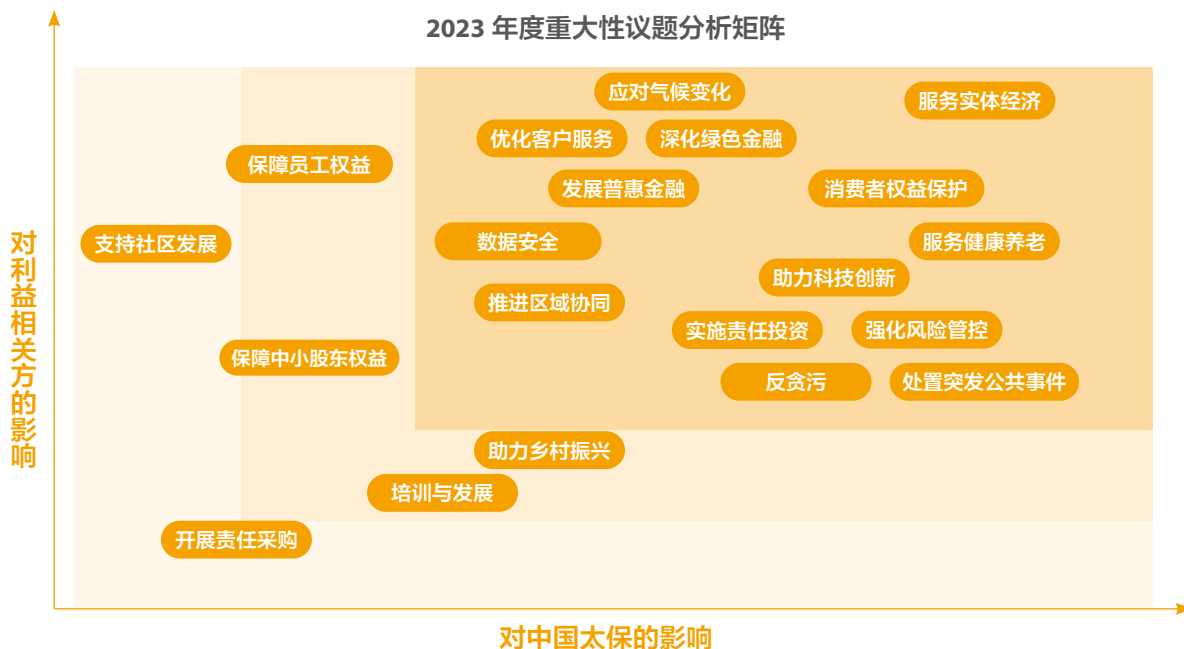 2023 年度重大性议题分析矩阵
应对气候变化
服务实体经济
优化客户服务
深化绿色金融
保障员工权益
发展普惠金融
消费者权益保护
支持社区发展
数据安全
服务健康养老
助力科技创新
推进区域协同
实施责任投资
强化风险管控
保障中小股东权益
反贪污
处置突发公共事件
助力乡村振兴
培训与发展
开展责任采购
对利益相关方的影响
对中国太保的影响